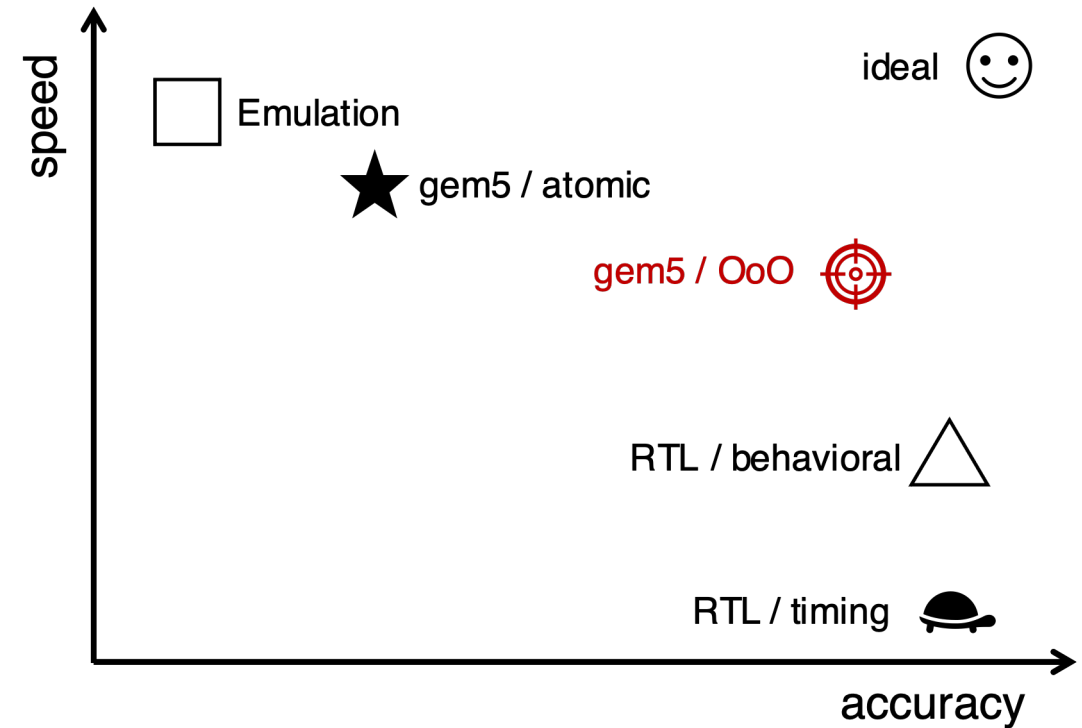 speed
ideal
Emulation
gem5 / atomic
gem5 / OoO
RTL / behavioral
RTL / timing
accuracy